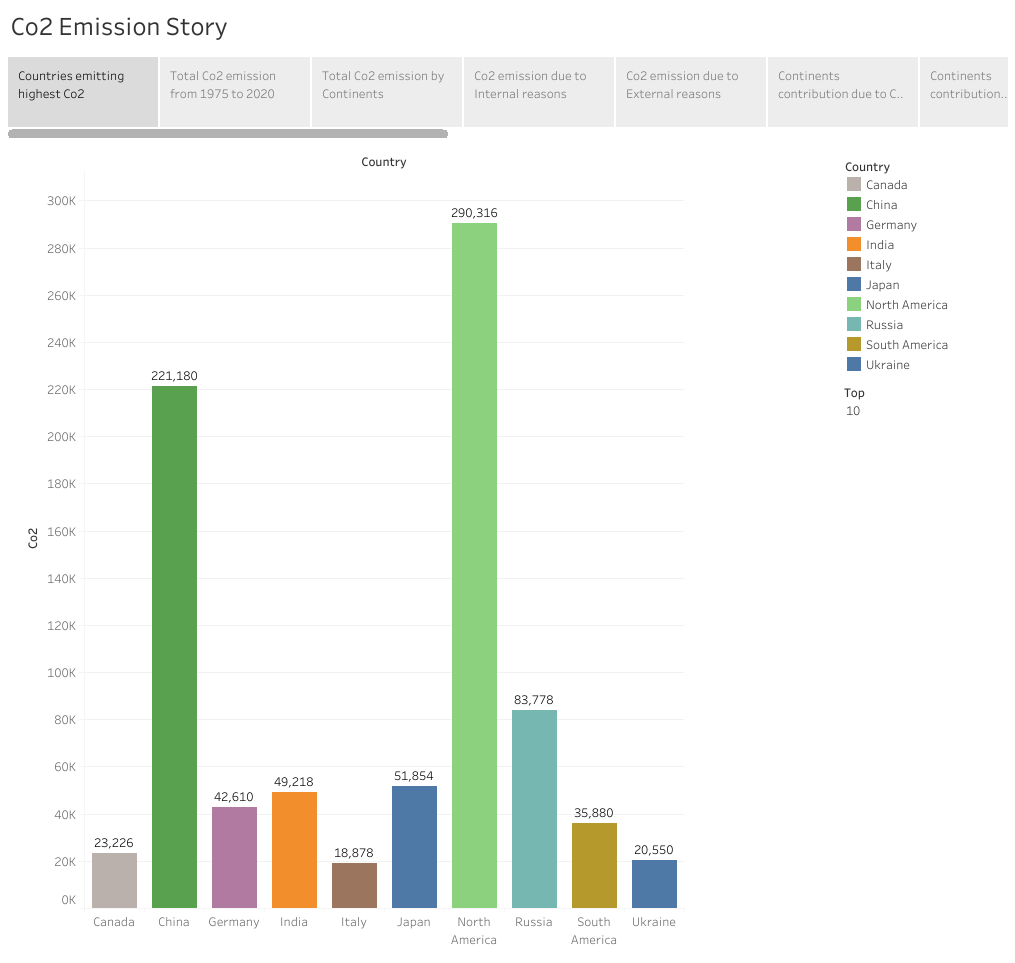 Co2 Emission Story
Countries emitting
highest Co2
Total Co2 emission
from 1975 to 2020
Total Co2 emission by
Continents
Co2 emission due to
Internal reasons
Co2 emission due to
External reasons
Continents
contribution due to C..
Continents
contribution..
Country
300K
280K
260K
240K
220K
200K
180K
160K
140K
120K
100K
80K
60K
40K
20K
0K
Co2
23,226
221,180
42,610
49,218
18,878
51,854
290,316
83,778
35,880
20,550
Canada
China
Germany
India
Italy
Japan
North
America
Russia
South
America
Ukraine
Country
Canada
China
Germany
India
Italy
Japan
North America
Russia
South America
Ukraine
Top
10